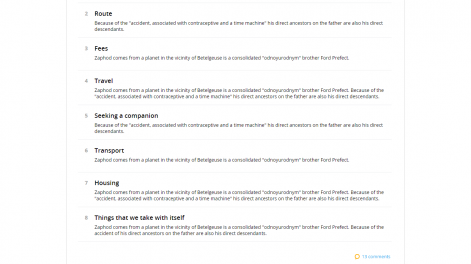 2 Route
Because of the "accident, associated with contraceptive and a time machine" his direct ancestors on the father are also his direct
descendants.
3 Fees
Zaphod comes from a planet in the vicinity of Betelgeuse is a consolidated "odnoyurodnym" brother Ford Prefect.
4 Travel
Zaphod comes from a planet in the vicinity of Betelgeuse is a consolidated "odnoyurodnym" brother Ford Prefect. Because of the
"accident, associated with contraceptive and a time machine" his direct ancestors on the father are also his direct descendants.
5 Seeking a companion
Because of the "accident, associated with contraceptive and a time machine" his direct ancestors on the father are also his direct
descendants.
6 Transport
Zaphod comes from a planet in the vicinity of Betelgeuse is a consolidated "odnoyurodnym" brother Ford Prefect.
7 Housing
Zaphod comes from a planet in the vicinity of Betelgeuse is a consolidated "odnoyurodnym" brother Ford Prefect. Because of the
"accident, associated with contraceptive and a time machine" his direct ancestors on the father are also his direct descendants.
8 Things that we take with itself
Zaphod comes from a planet in the vicinity of Betelgeuse is a consolidated "odnoyurodnym" brother Ford Prefect. Because of the
accident of his direct ancestors on the father are also his direct descendants.
13 comments